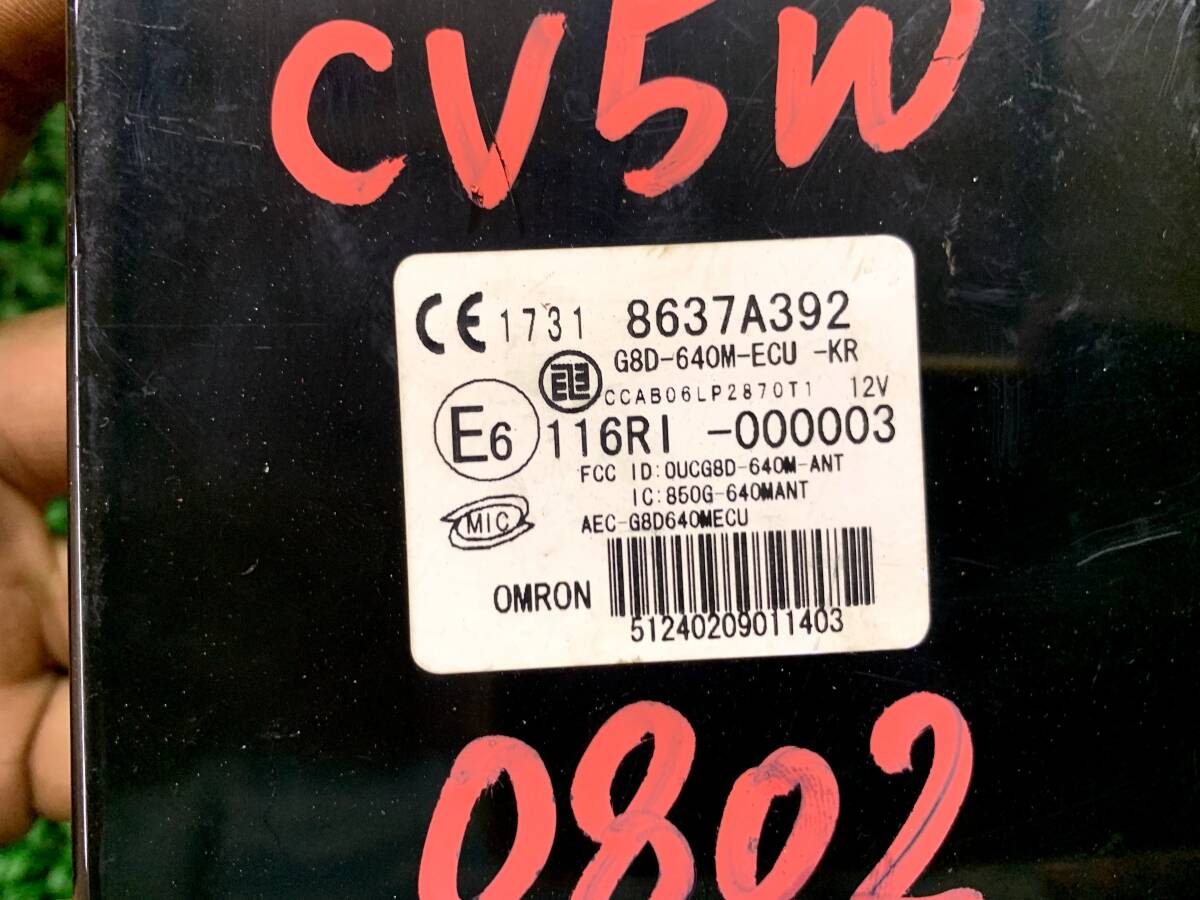 CV5W
CE 1731 8637A392
G8D-640M-ECU -KR
CCAB06LP2870T1 12V
E6 116RI -000003
FCC ID:OUCG8D-640M-ANT
IC:850G-640MANT
MIC AEC-G8D640MECU
OMRON
51240209011403
0802